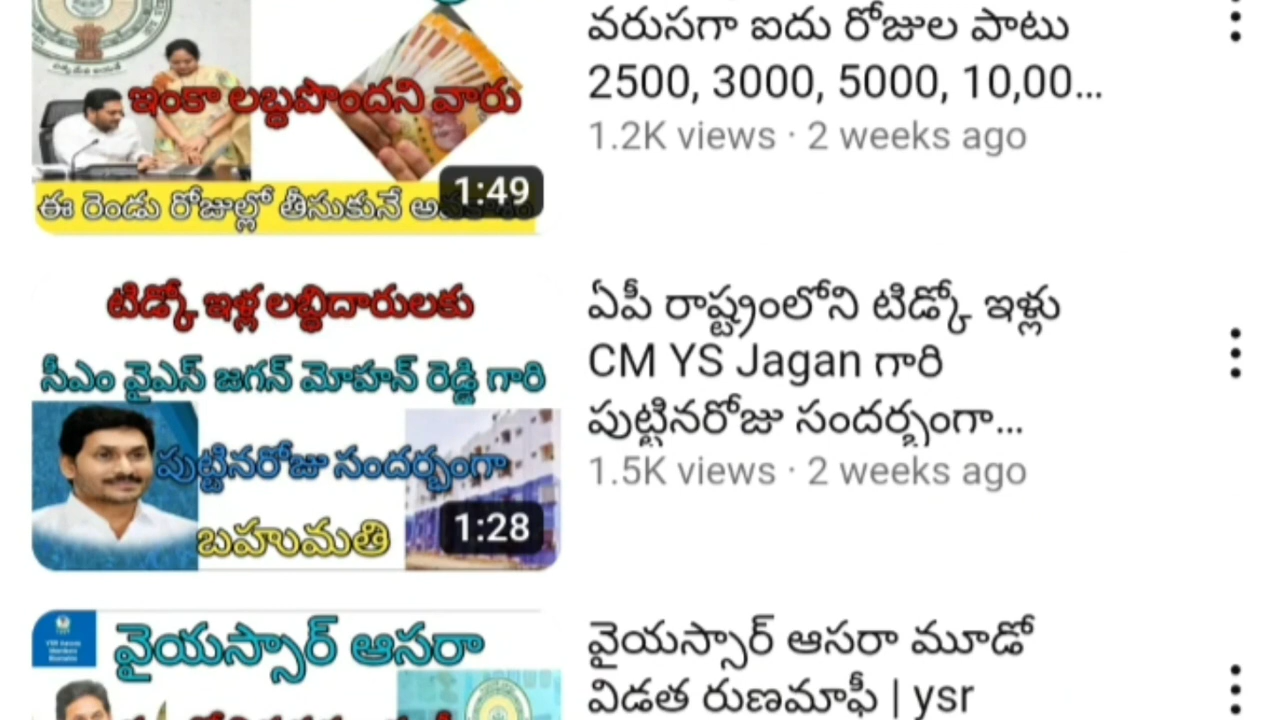 ఇంకా లబ్ధపొందని వారు
ఈ రెండు రోజుల్లో తీసుకునే
1:49
వరుసగా ఐదు రోజుల పాటు
2500, 3000, 5000, 10,00...
1.2K views · 2 weeks ago
టిడ్కో ఇళ్ల లబ్ధిదారులకు
సీఎం వైఎస్ జగన్ మోహన్ రెడ్డి గారి
పుట్టినరోజు సందర్భంగా
బహుమతి
1:28
ఏపీ రాష్ట్రంలోని టిడ్కో ఇళ్లు
CM YS Jagan గారి
పుట్టినరోజు సందర్భంగా...
1.5K views · 2 weeks ago
వైయస్సార్ ఆసరా
వైయస్సార్ ఆసరా మూడో
విడత రుణమాఫీ | ysr